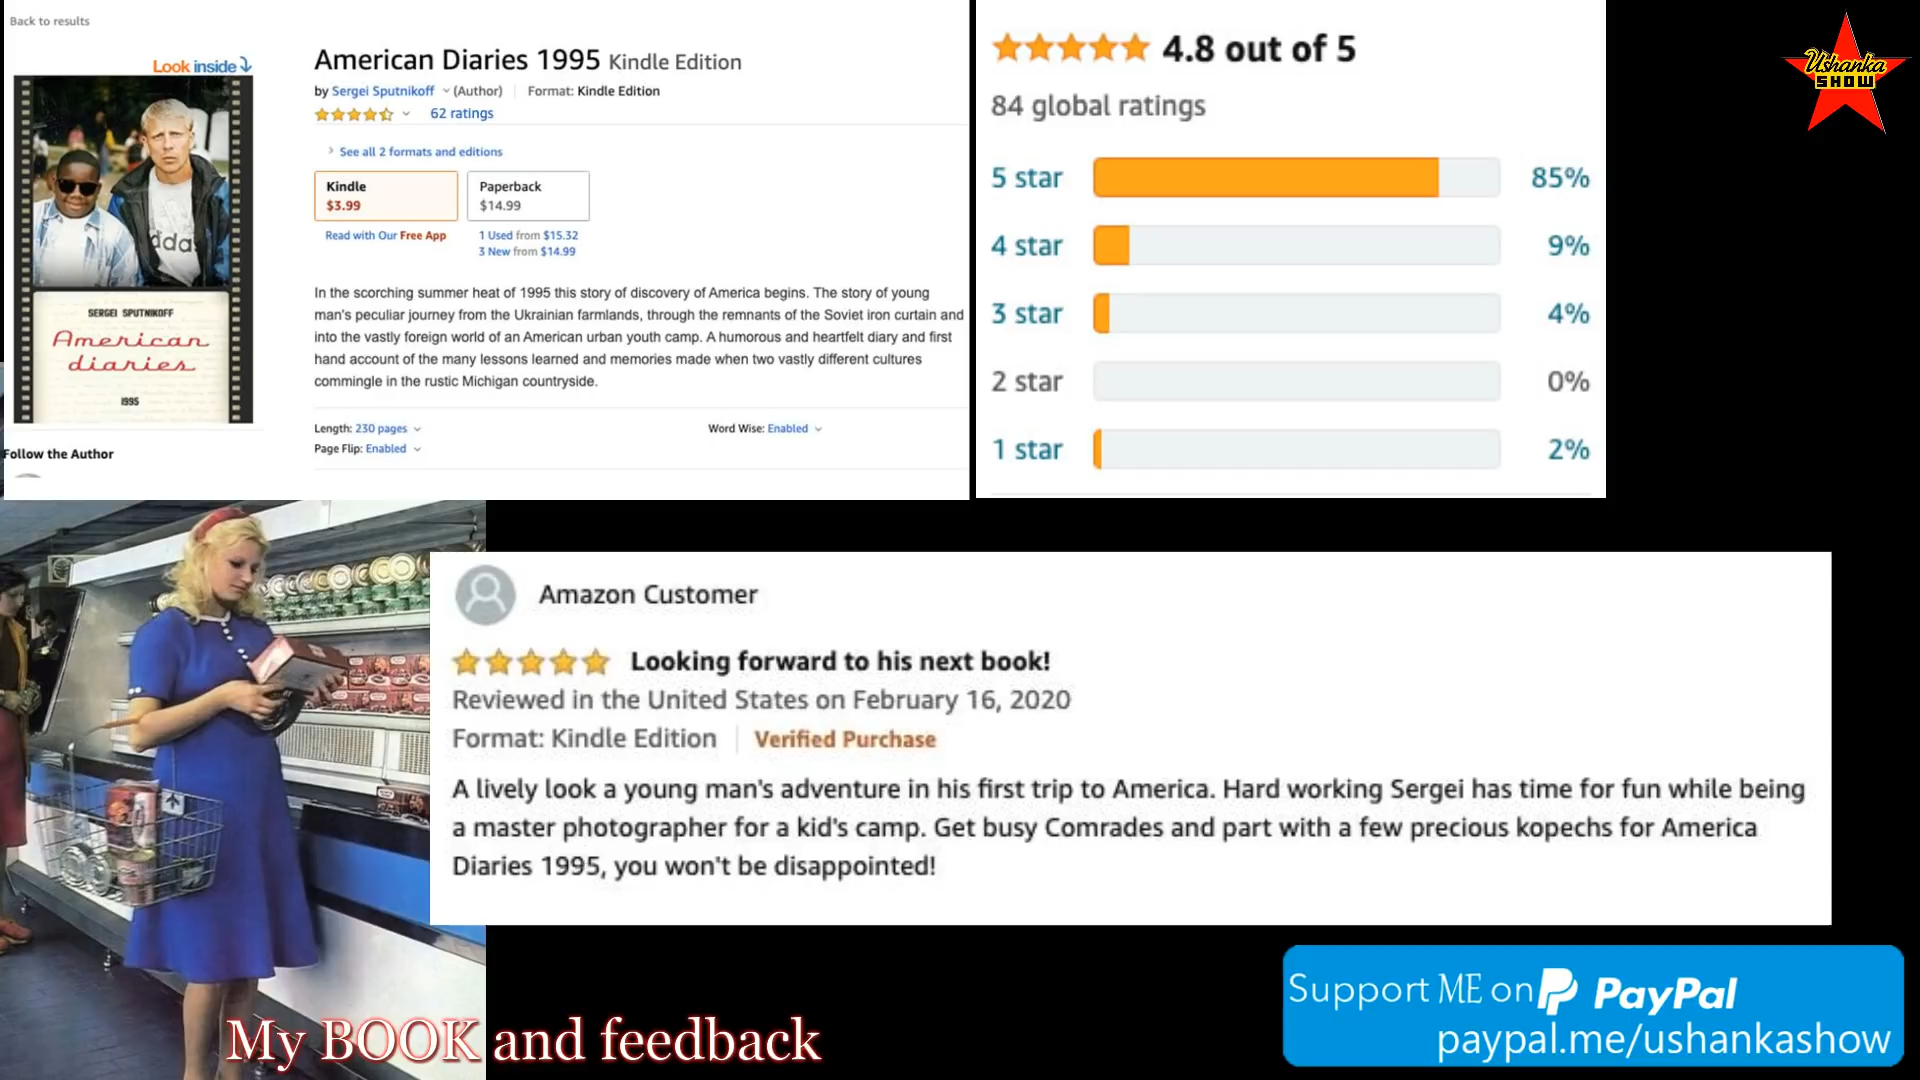 Back to results
Look inside
American Diaries 1995 Kindle Edition
by Sergei Sputnikoff (Author) Format: Kindle Edition
62 ratings
See all 2 formats and editions
Kindle
$3.99
Paperback
$14.99
Read with Our Free App
1 Used from $15.32
3 New from $14.99
In the scorching summer heat of 1995 this story of discovery of America begins. The story of young
man's peculiar journey from the Ukrainian farmlands, through the remnants of the Soviet iron curtain and
into the vastly foreign world of an American urban youth camp. A humorous and heartfelt diary and first
hand account of the many lessons learned and memories made when two vastly different cultures
commingle in the rustic Michigan countryside.
Length: 230 pages
Word Wise: Enabled
Page Flip: Enabled
adidas
SERGEI SPUTNIKOFF
American
diaries
1995
Follow the Author
4.8 out of 5
84 global ratings
5 star 85%
4 star 9%
3 star 4%
2 star 0%
1 star 2%
Ushanka
SHOW
Amazon Customer
Looking forward to his next book!
Reviewed in the United States on February 16, 2020
Format: Kindle Edition Verified Purchase
A lively look a young man's adventure in his first trip to America. Hard working Sergei has time for fun while being
a master photographer for a kid's camp. Get busy Comrades and part with a few precious kopechs for America
Diaries 1995, you won't be disappointed!
My BOOK and feedback
Support ME on PayPal
paypal.me/ushankashow